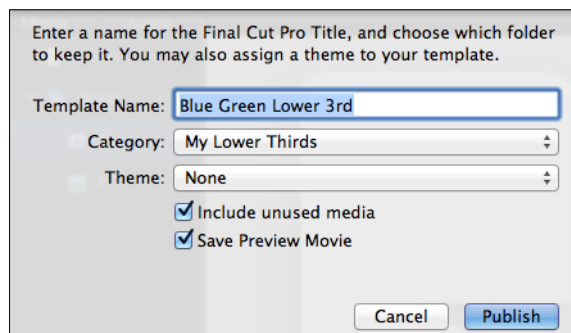 Enter a name for the Final Cut Pro Title, and choose which folder
to keep it. You may also assign a theme to your template.
Template Name: Blue Green Lower 3rd
Category: My Lower Thirds
Theme: None
Include unused media
Save Preview Movie
Cancel Publish